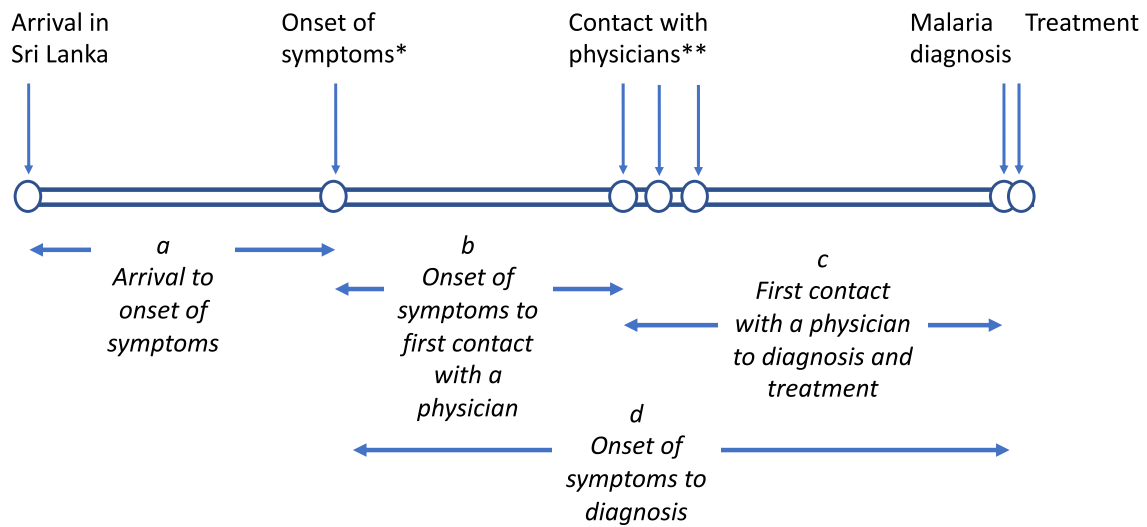 Arrival in
Sri Lanka
Onset of
symptoms*
Contact with
physicians**
Malaria
diagnosis
Treatment
a
Arrival to
onset of
symptoms
b
Onset of
symptoms to
first contact
with a
physician
c
First contact
with a physician
to diagnosis and
treatment
d
Onset of
symptoms to
diagnosis